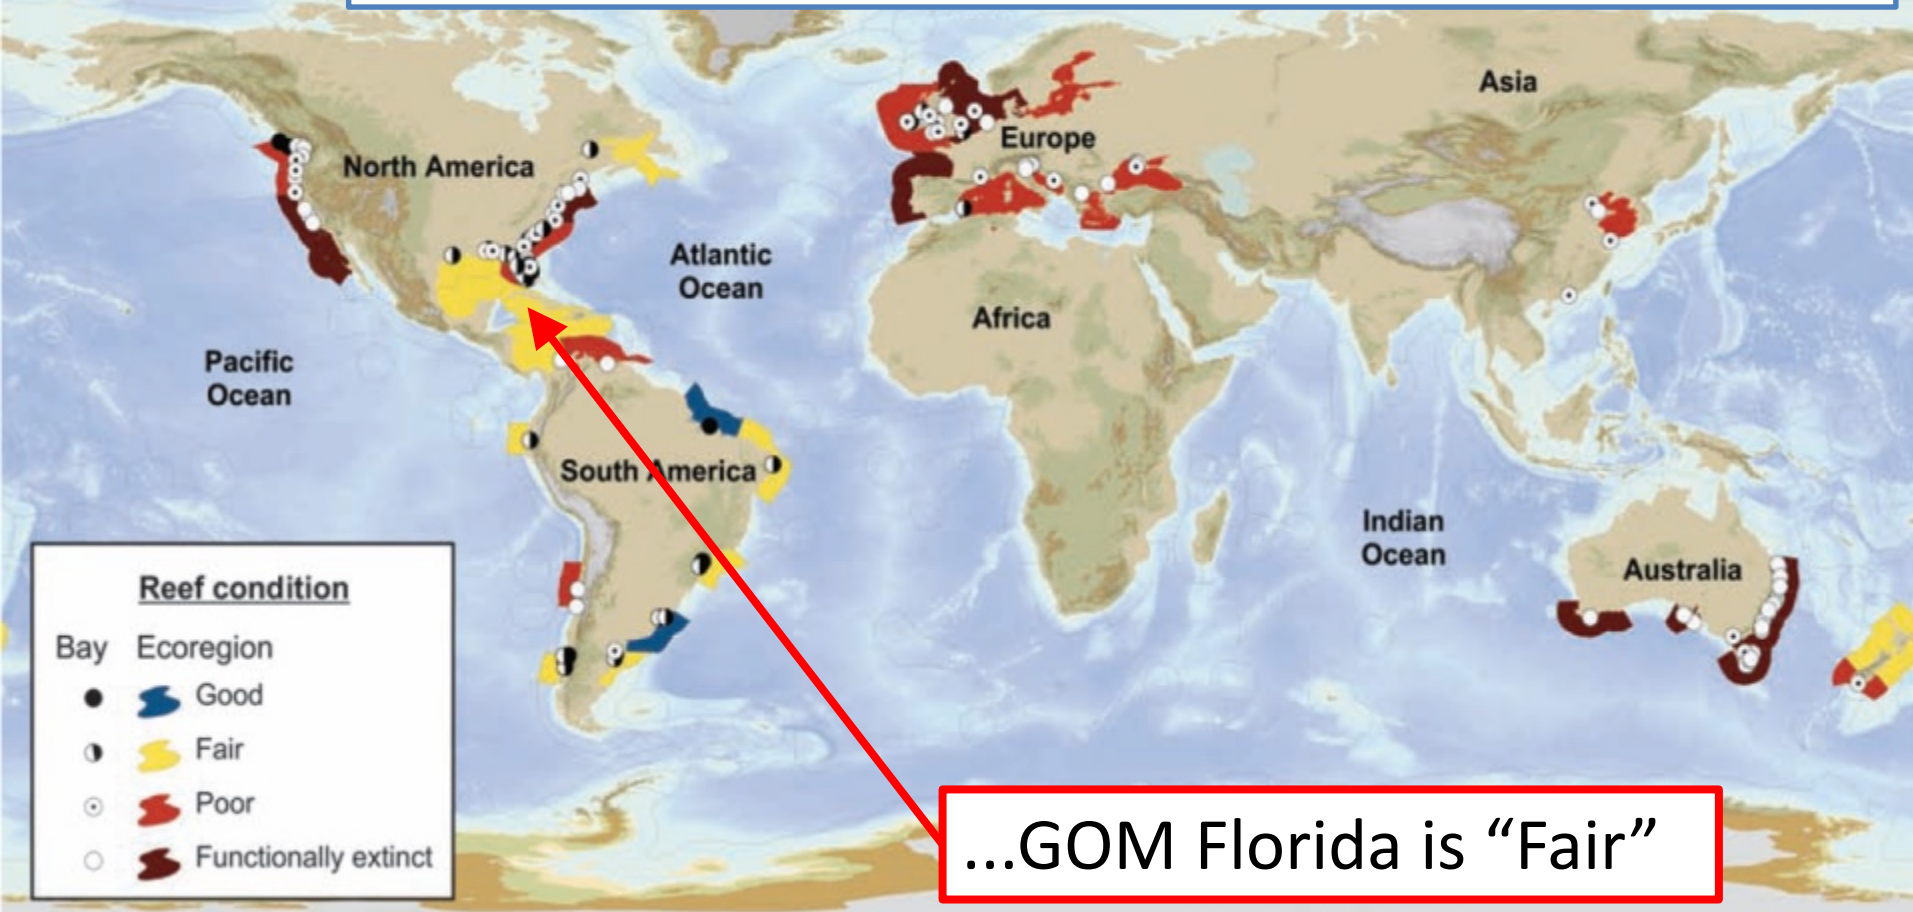 Asia
Europe
North America
Atlantic
Ocean
Africa
Pacific
Ocean
South America
Indian
Ocean
Australia
Reef condition
Bay Ecoregion
Good
Fair
Poor
Functionally extinct
...GOM Florida is “Fair”